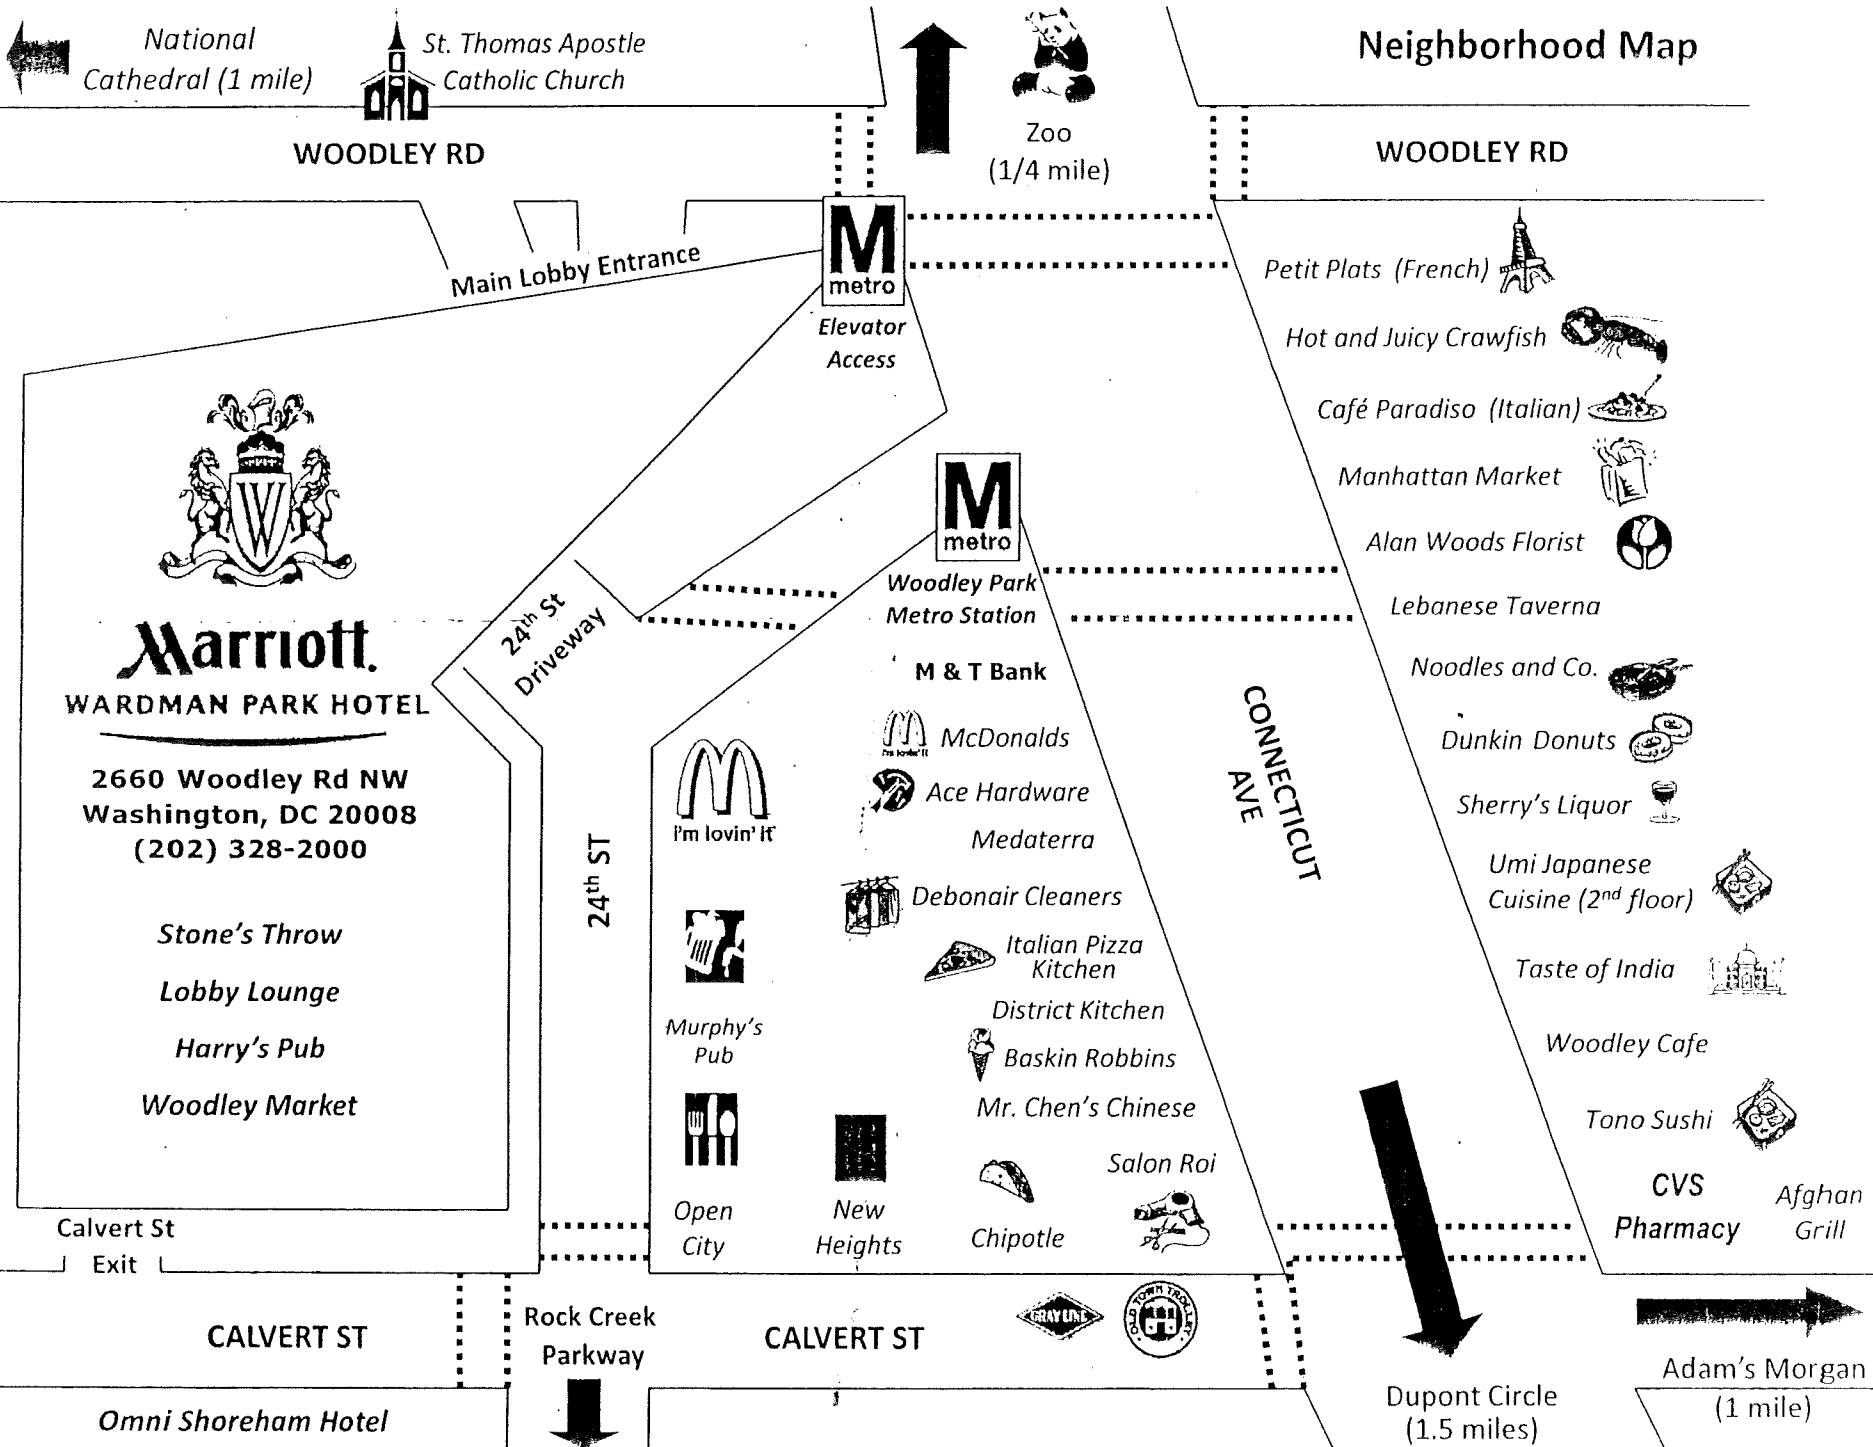 National
Cathedral (1 mile)
St. Thomas Apostle
Catholic Church
Neighborhood Map
WOODLEY RD
Zoo
(1/4 mile)
WOODLEY RD
Main Lobby Entrance
M
metro
Elevator
Access
Petit Plats (French)
Hot and Juicy Crawfish
Café Paradiso (Italian)
Manhattan Market
Alan Woods Florist
Lebanese Taverna
Noodles and Co.
Dunkin Donuts
Sherry's Liquor
Umi Japanese
Cuisine (2nd floor)
Taste of India
Woodley Cafe
Tono Sushi
CVS
Pharmacy
Afghan
Grill
W
Marriott.
WARDMAN PARK HOTEL
2660 Woodley Rd NW
Washington, DC 20008
(202) 328-2000
Stone's Throw
Lobby Lounge
Harry's Pub
Woodley Market
Calvert St
Exit
24th St
Driveway
24th ST
M
metro
Woodley Park
Metro Station
M & T Bank
i'm lovin' it
McDonalds
i'm lovin' it
Ace Hardware
Medaterra
Debonair Cleaners
Italian Pizza
Kitchen
District Kitchen
Murphy's
Pub
Baskin Robbins
Mr. Chen's Chinese
Salon Roi
Open
City
New
Heights
Chipotle
CONNECTICUT
AVE
CALVERT ST
Rock Creek
Parkway
CALVERT ST
GRAY LINE
OLD TOWN TROLLEY
Omni Shoreham Hotel
Dupont Circle
(1.5 miles)
Adam's Morgan
(1 mile)